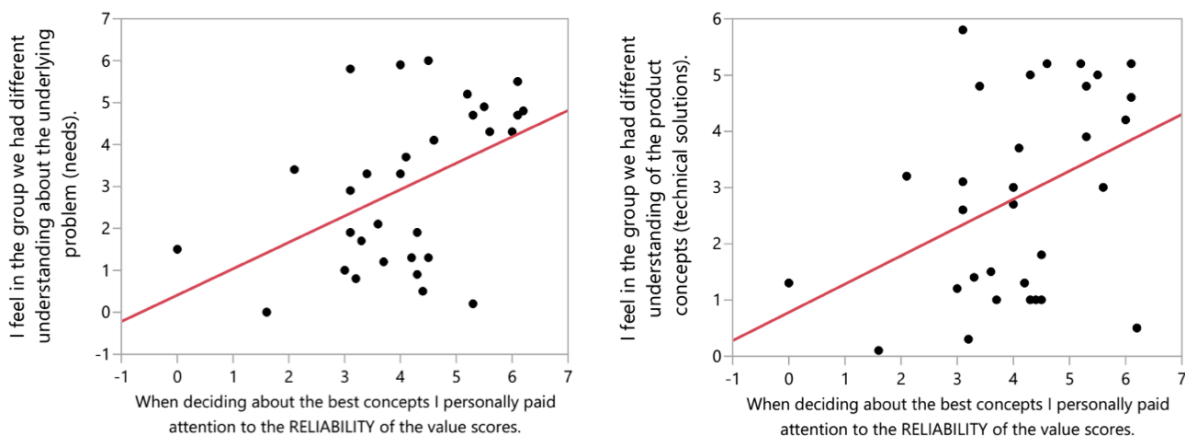 I feel in the group we had different
understanding about the underlying
problem (needs).
7
6
5
4
3
2
1
0
-1
-1 0 1 2 3 4 5 6 7
When deciding about the best concepts I personally paid
attention to the RELIABILITY of the value scores.
I feel in the group we had different
understanding of the product
concepts (technical solutions).
6
5
4
3
2
1
0
-1 0 1 2 3 4 5 6 7
When deciding about the best concepts I personally paid
attention to the RELIABILITY of the value scores.